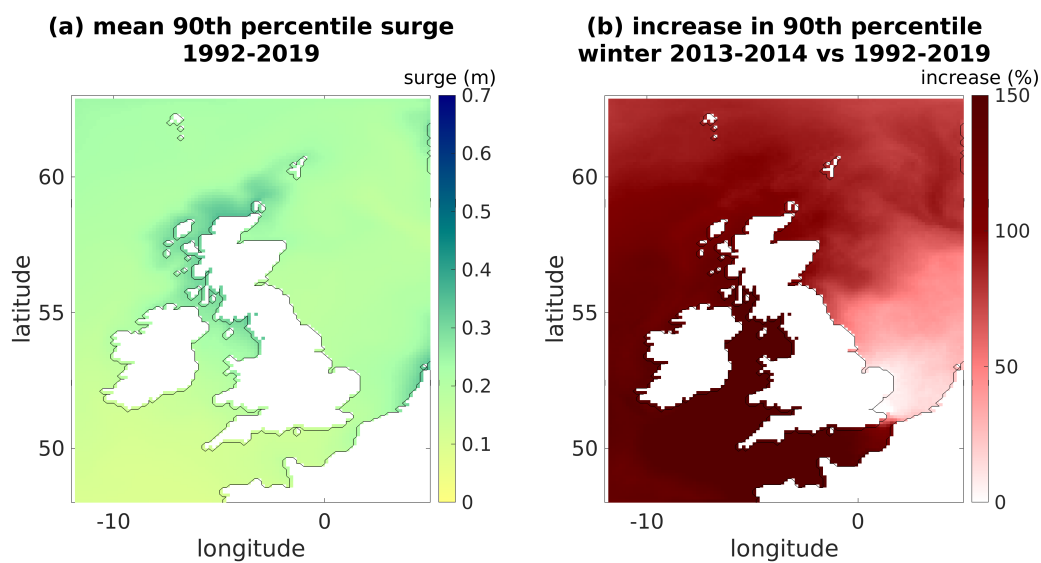 (a) mean 90th percentile surge
1992-2019
surge (m)
0.7
0.6
0.5
0.4
0.3
0.2
0.1
0
60
55
50
latitude
-10
0
longitude
(b) increase in 90th percentile
winter 2013-2014 vs 1992-2019
increase (%)
150
100
50
0
60
55
50
latitude
-10
0
longitude